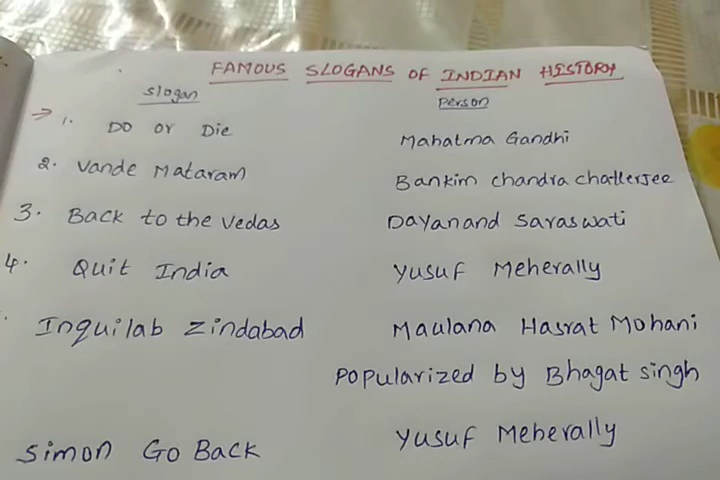 FAMOUS SLOGANS OF INDIAN HISTORY
Slogan Person
1. DO or Die Mahatma Gandhi
2. Vande Mataram Bankim chandra chatterjee
3. Back to the vedas Dayanand Saraswati
4. Quit India Yusuf Meherally
Inquilab Zindabad Maulana Hasrat Mohani
Popularized by Bhagat singh
Simon Go Back Yusuf Meherally